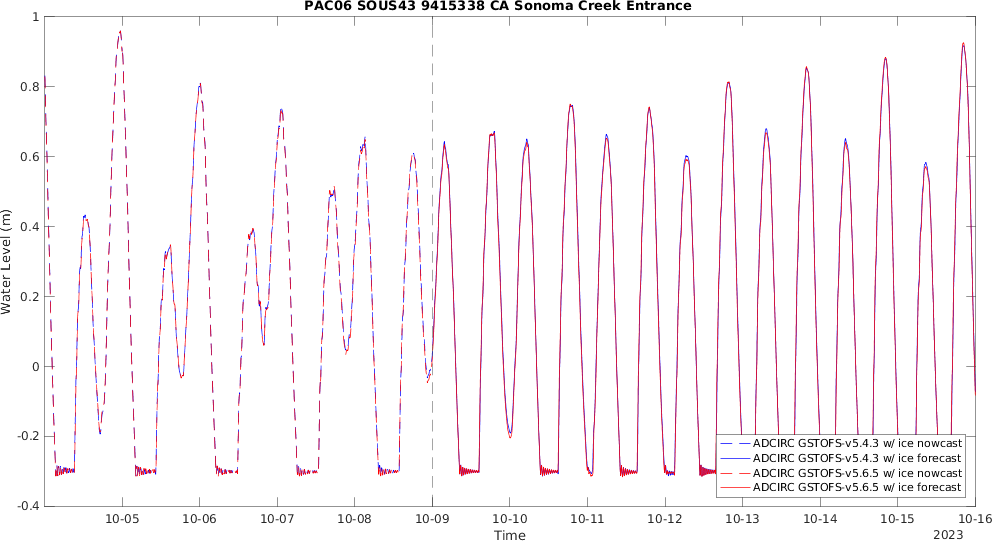 PAC06 SOUS43 9415338 CA Sonoma Creek Entrance
1
0.8
0.6
0.4
0.2
0
-0.2
-0.4
Water Level (m)
ADCIRC GSTOFS-v5.4.3 w/ ice nowcast
ADCIRC GSTOFS-v5.4.3 w/ ice forecast
ADCIRC GSTOFS-v5.6.5 w/ ice nowcast
ADCIRC GSTOFS-v5.6.5 w/ ice forecast
10-05 10-06 10-07 10-08 10-09 10-10 10-11 10-12 10-13 10-14 10-15 10-16
Time
2023